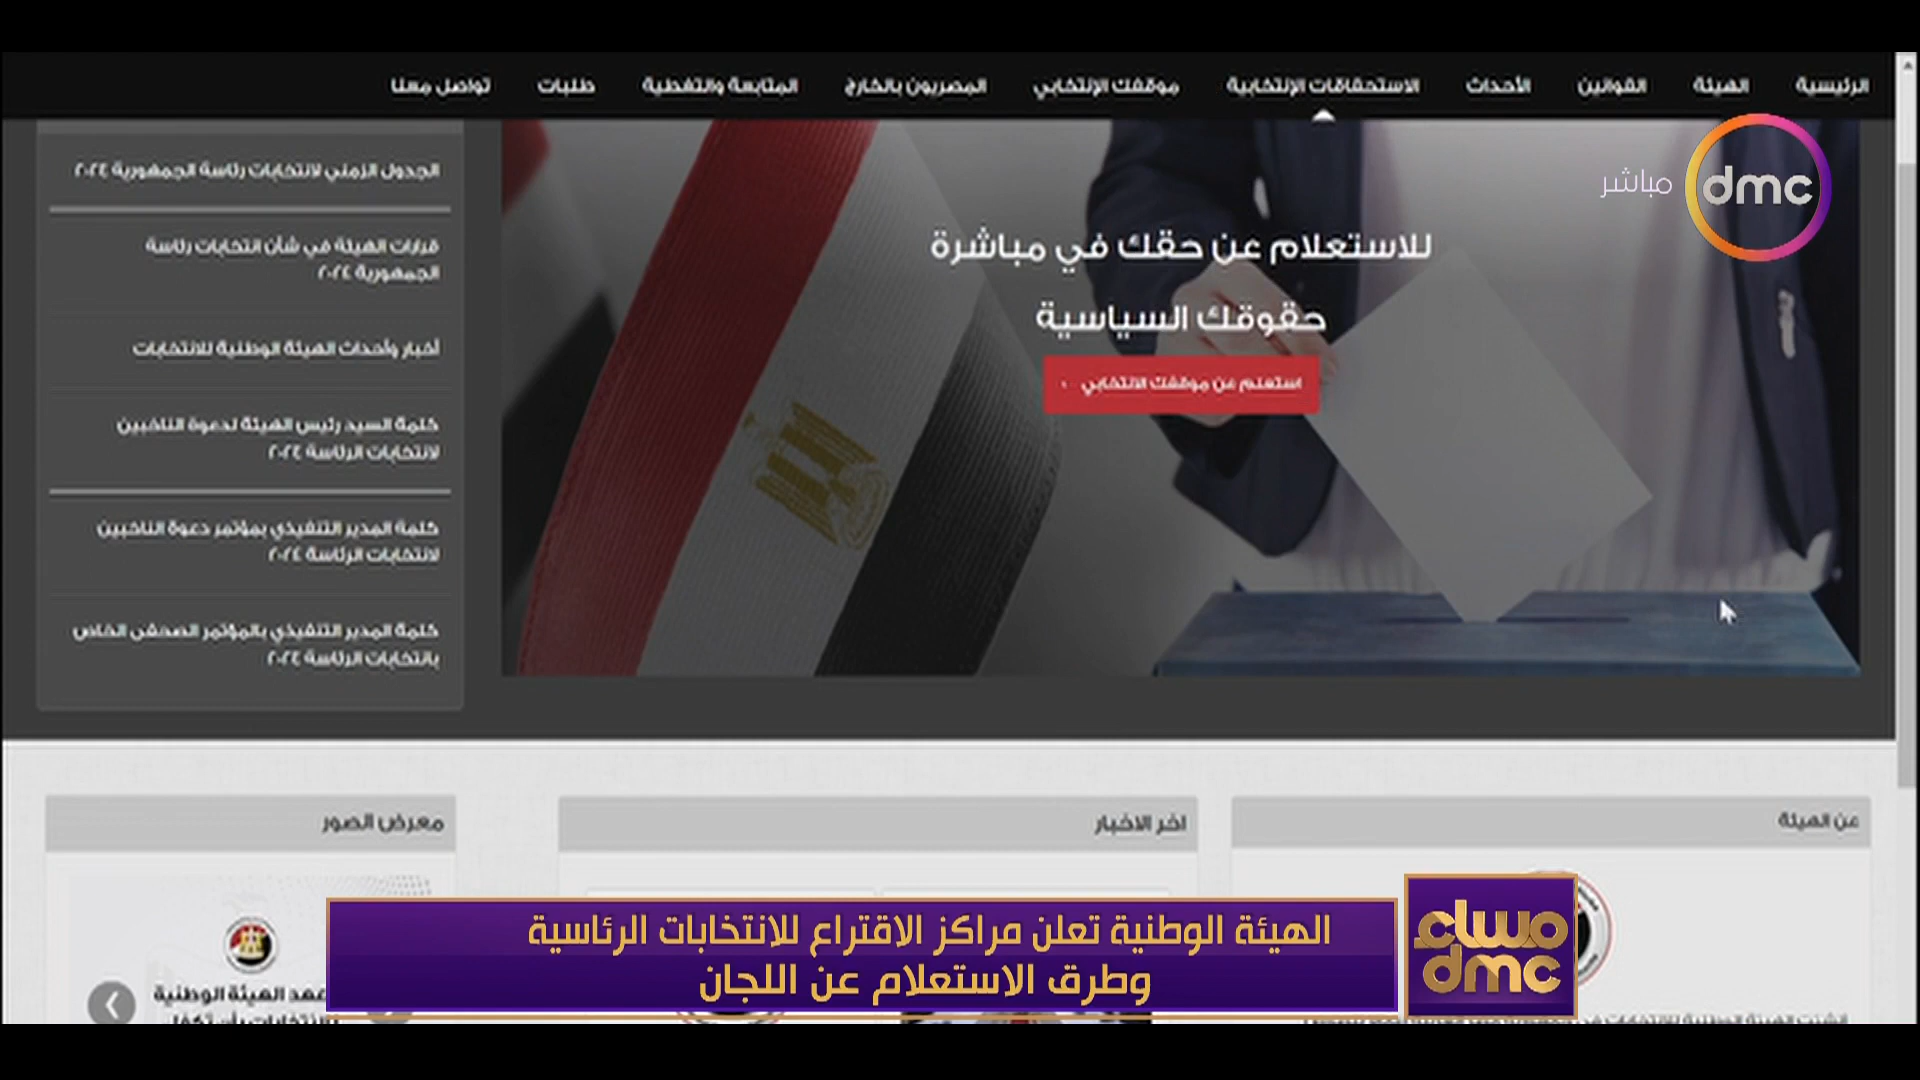 الرئيسية
الهيئة
القوانين
الأحداث
الاستحقاقات الإنتخابية
موقفك الإنتخابي
المصريون بالخارج
المتابعة والتغطية
طلبات
تواصل معنا
dmc
مباشر
للاستعلام عن حقك في مباشرة
حقوقك السياسية
استعلم عن موقفك الانتخابي
الجدول الزمني لانتخابات رئاسة الجمهورية ٢٠٢٤
قرارات الهيئة في شأن انتخابات رئاسة
الجمهورية ٢٠٢٤
أخبار وأحداث الهيئة الوطنية للانتخابات
كلمة السيد رئيس الهيئة لدعوة الناخبين
لانتخابات الرئاسة ٢٠٢٤
كلمة المدير التنفيذي بمؤتمر دعوة الناخبين
لانتخابات الرئاسة ٢٠٢٤
كلمة المدير التنفيذي بالمؤتمر الصحفى الخاص
بانتخابات الرئاسة ٢٠٢٤
عن الهيئة
اخر الاخبار
معرض الصور
الهيئة الوطنية
مساء
dmc
الهيئة الوطنية تعلن مراكز الاقتراع للانتخابات الرئاسية
وطرق الاستعلام عن اللجان